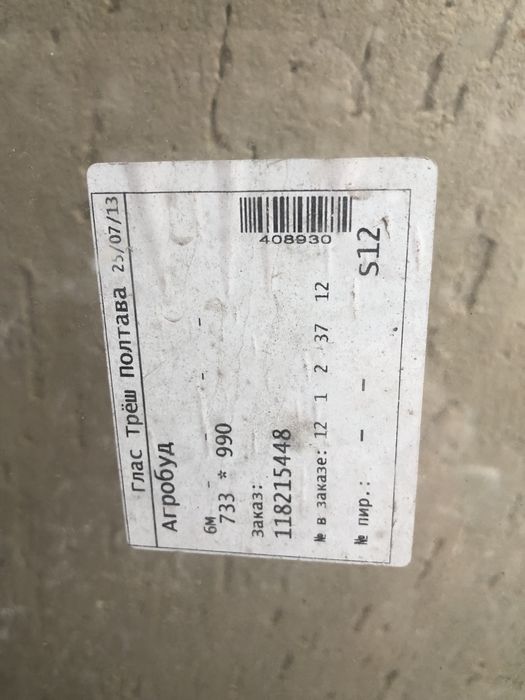 Глас Трёш полтава 25/07/13
Агробуд
408930
6м - - -
733 * 990
Заказ:
118215448
№ в заказе: 12 1 2 37 12
№ пир.: - - S12